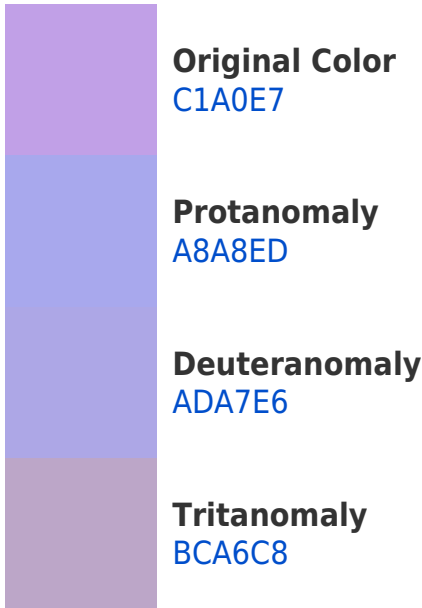 Original Color
C1A0E7
Protanomaly
A8A8ED
Deuteranomaly
ADA7E6
Tritanomaly
BCA6C8